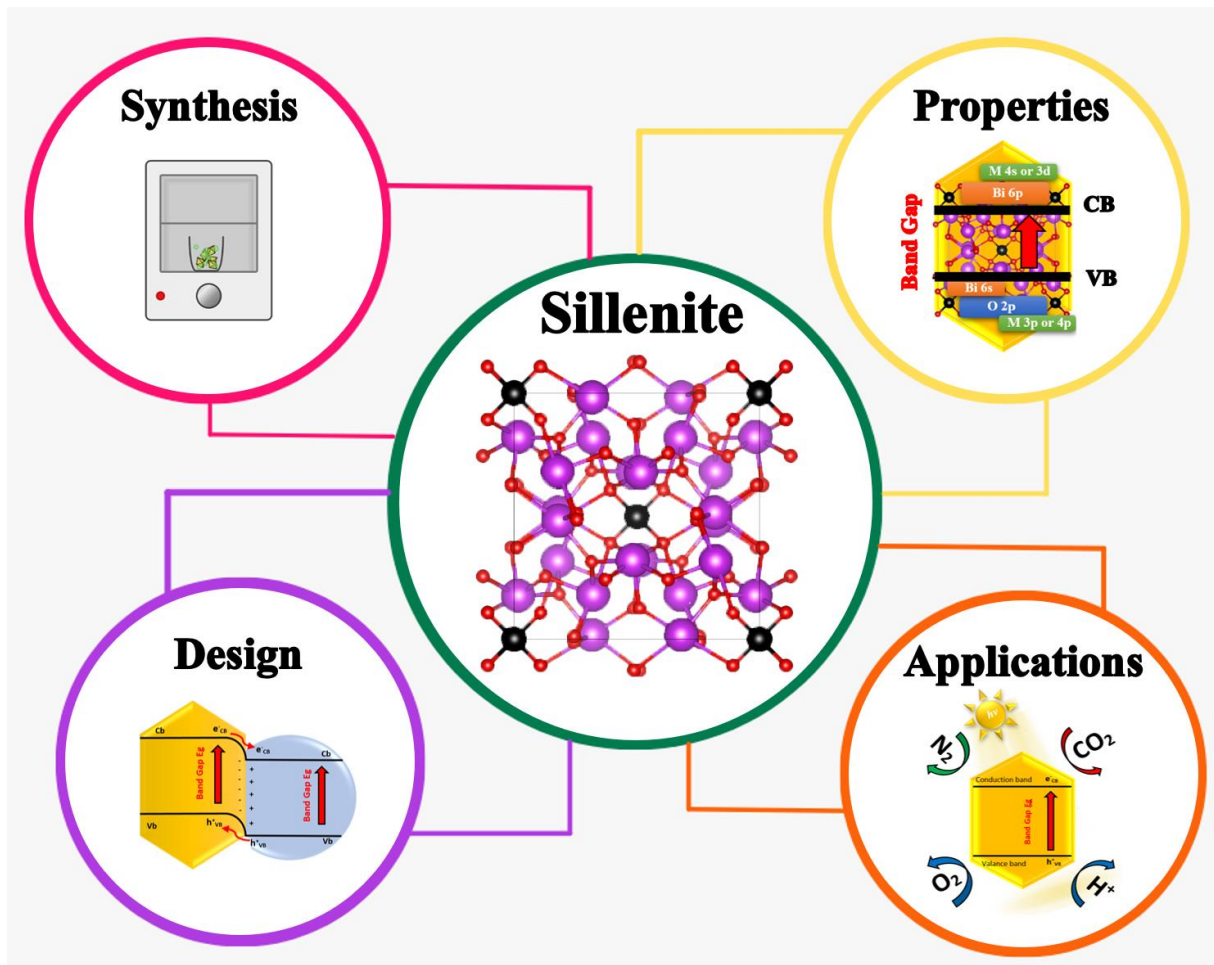 Synthesis
Properties
M 4s or 3d
Bi 6p
CB
Band Gap
VB
Bi 6s
O 2p
M 3p or 4p
Sillenite
Design
Cb
e⁻CB
e⁻CB
Cb
Band Gap Eg
Band Gap Eg
- - - - -
+ + + + +
Vb
h⁺VB
h⁺VB
Vb
Applications
hν
N₂
CO₂
Conduction band
e⁻CB
Band Gap Eg
Valance band
h⁺VB
O₂
H⁺